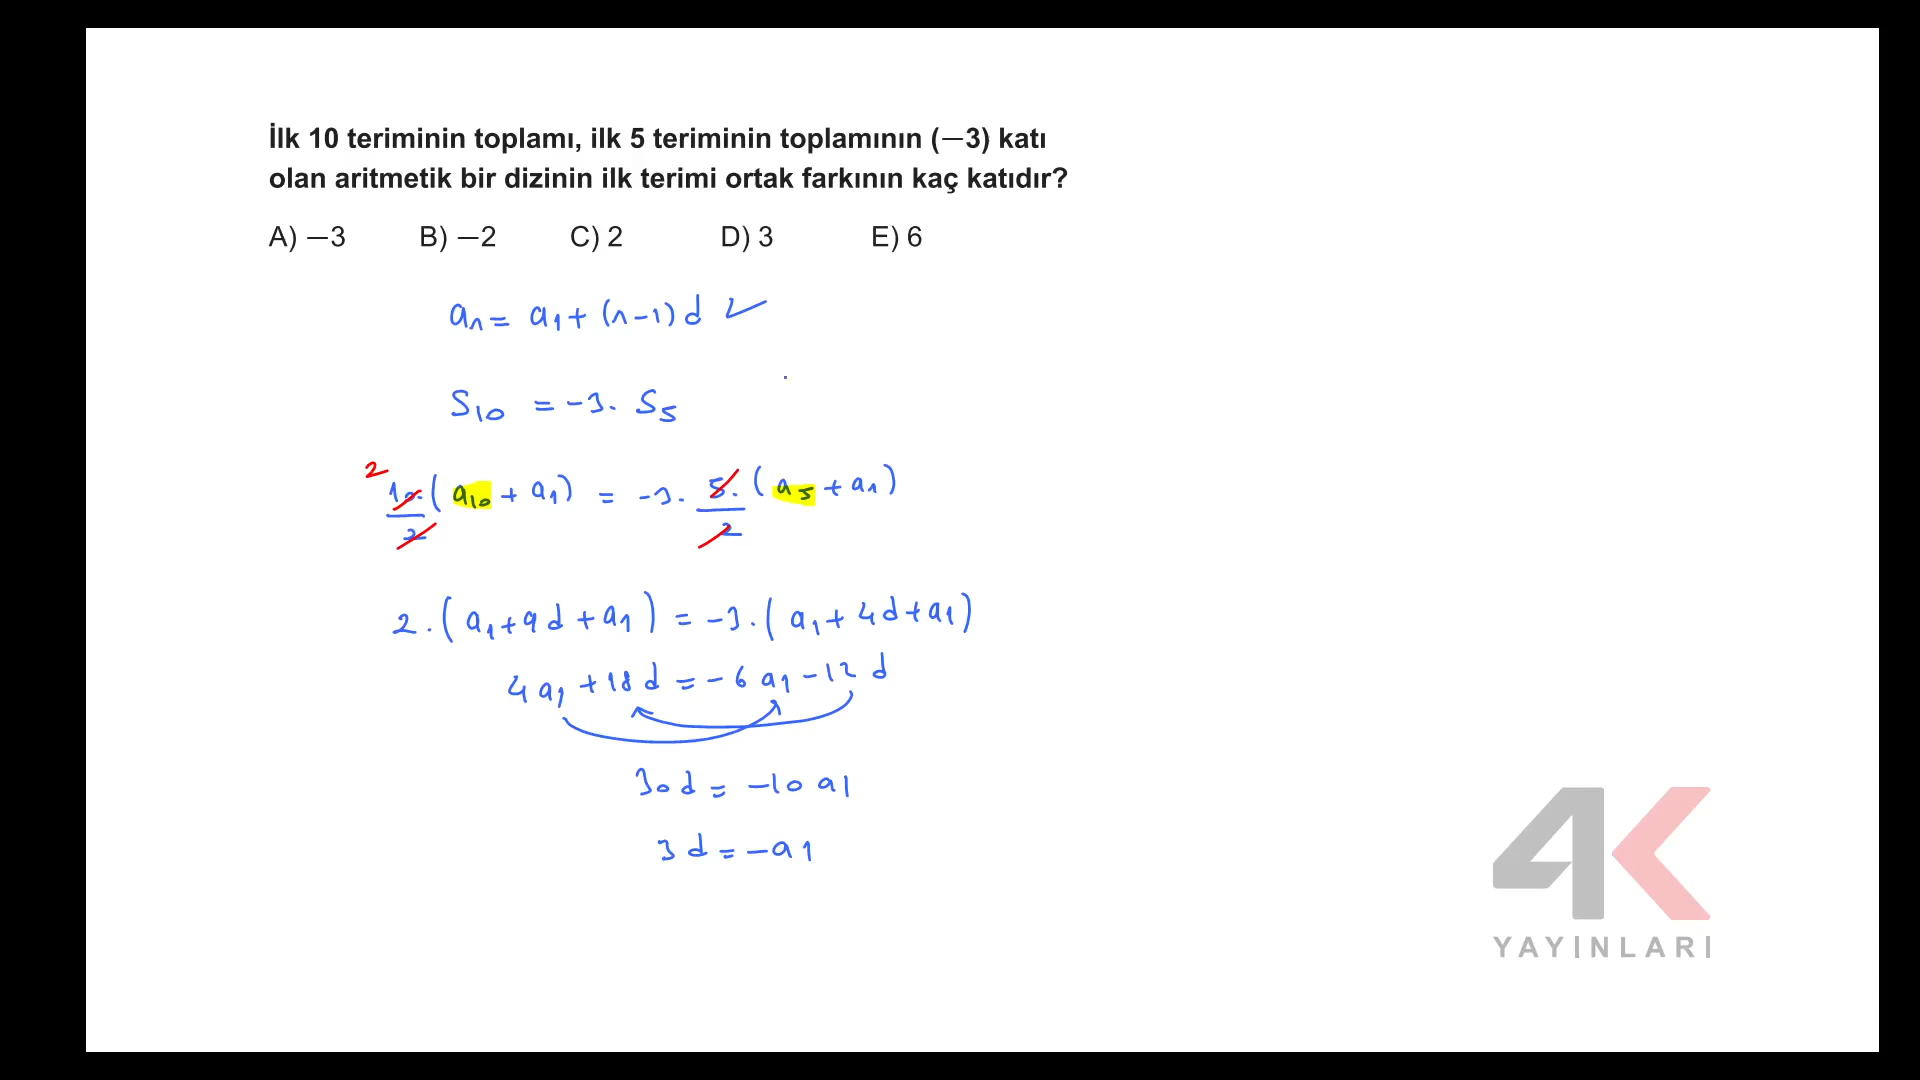 İlk 10 teriminin toplamı, ilk 5 teriminin toplamının (−3) katı
olan aritmetik bir dizinin ilk terimi ortak farkının kaç katıdır?
A) −3 B) −2 C) 2 D) 3 E) 6
aₙ = a₁ + (n-1) d ✓
S₁₀ = -3. S₅
2 10./2 (a₁₀ + a₁) = -3. 5./2 (a₅ + a₁)
2. (a₁ + 9d + a₁) = -3. (a₁ + 4d + a₁)
4a₁ + 18d = -6a₁ - 12d
30d = -10a1
3d = -a1
4K
YAYINLARI